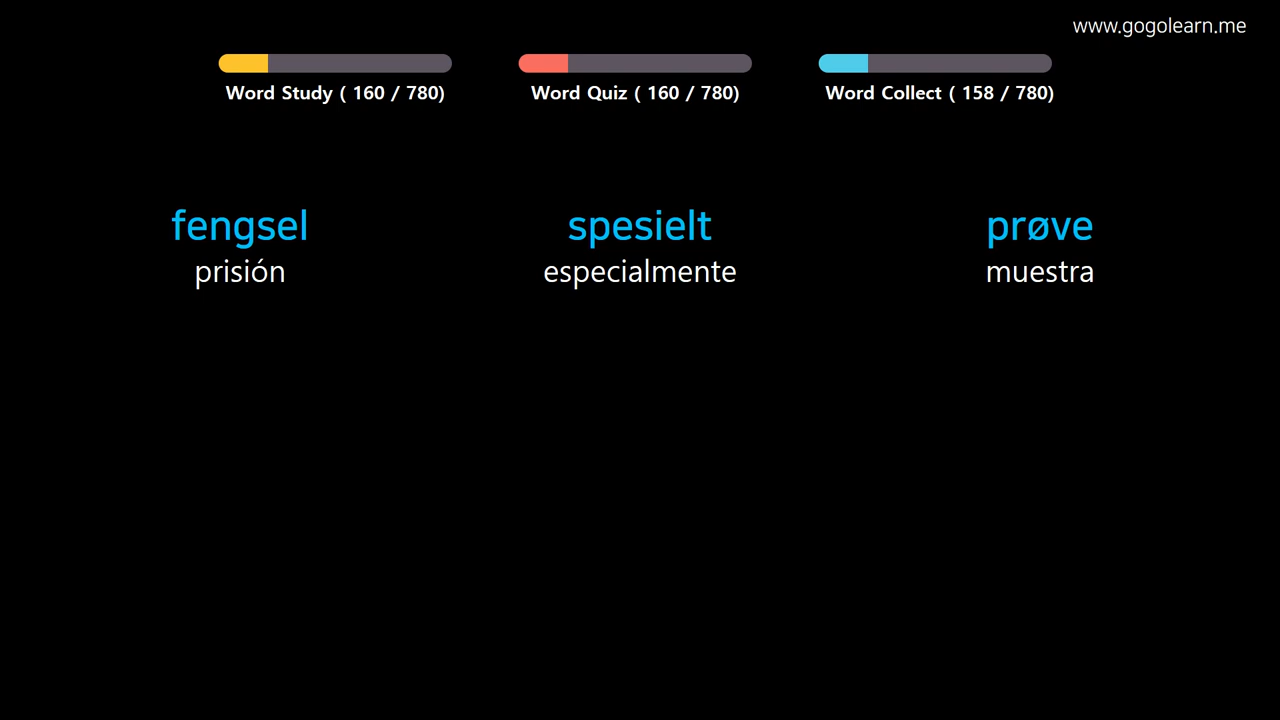 www.gogolearn.me
Word Study ( 160 / 780)
Word Quiz ( 160 / 780)
Word Collect ( 158 / 780)
fengsel
prisión
spesielt
especialmente
prøve
muestra